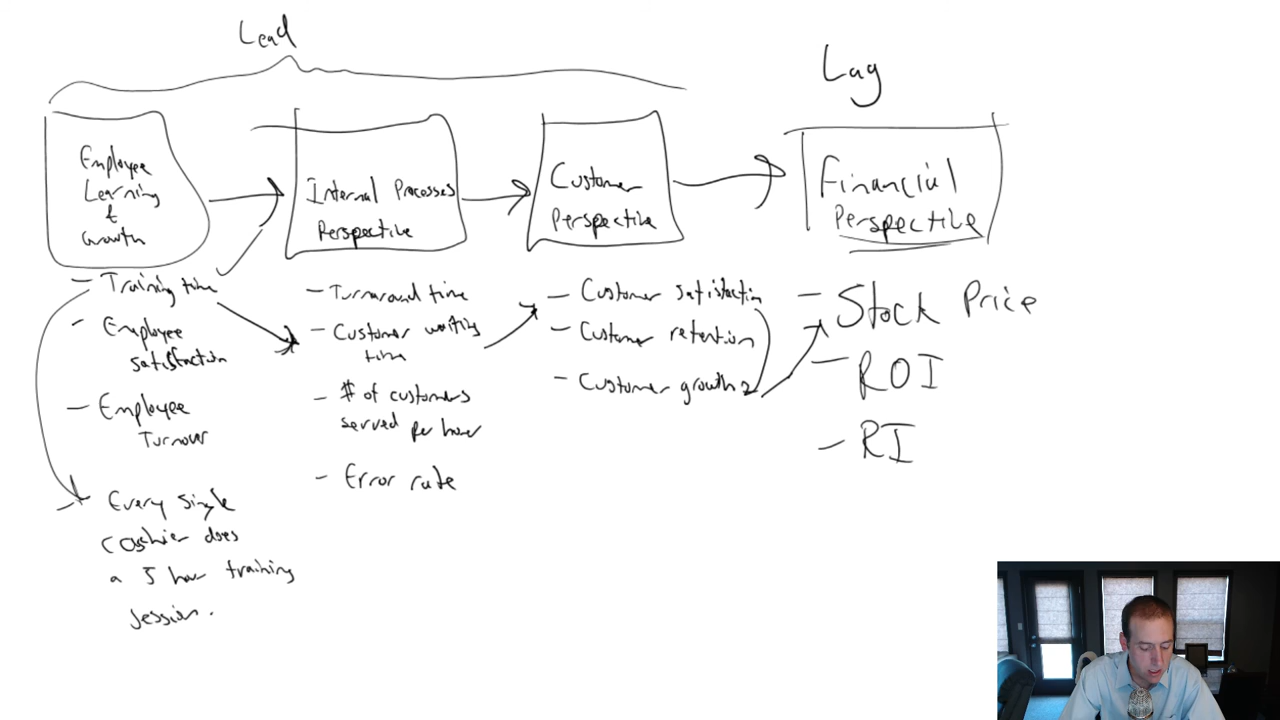 Lead
Lag
Employee
Learning
&
Growth
Internal Processes
Perspective
Customer
Perspective
Financial
Perspective
- Training time
- Employee
satisfaction
- Employee
Turnover
- Every single
cashier does
a 5 hour training
session.
- Turnaround time
- Customer waiting
time
- # of customers
served per hour
- Error rate
- Customer satisfaction
- Customer retention
- Customer growth
- Stock Price
- ROI
- RI